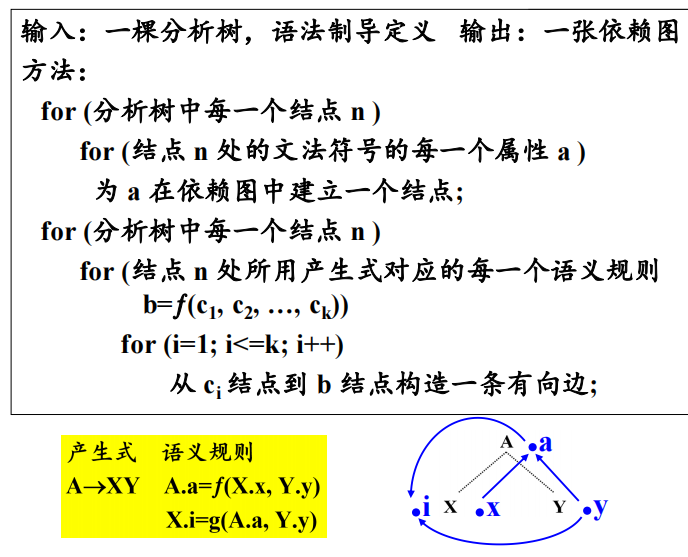 输入：一棵分析树，语法制导定义 输出：一张依赖图
方法：
for (分析树中每一个结点 n )
for (结点 n 处的文法符号的每一个属性 a )
为 a 在依赖图中建立一个结点;
for (分析树中每一个结点 n )
for (结点 n 处所用产生式对应的每一个语义规则
b=f(c₁, c₂, …, cₖ))
for (i=1; i<=k; i++)
从 cᵢ 结点到 b 结点构造一条有向边;
产生式 语义规则
A→XY A.a=f(X.x, Y.y)
X.i=g(A.a, Y.y)
A a
i X x Y y